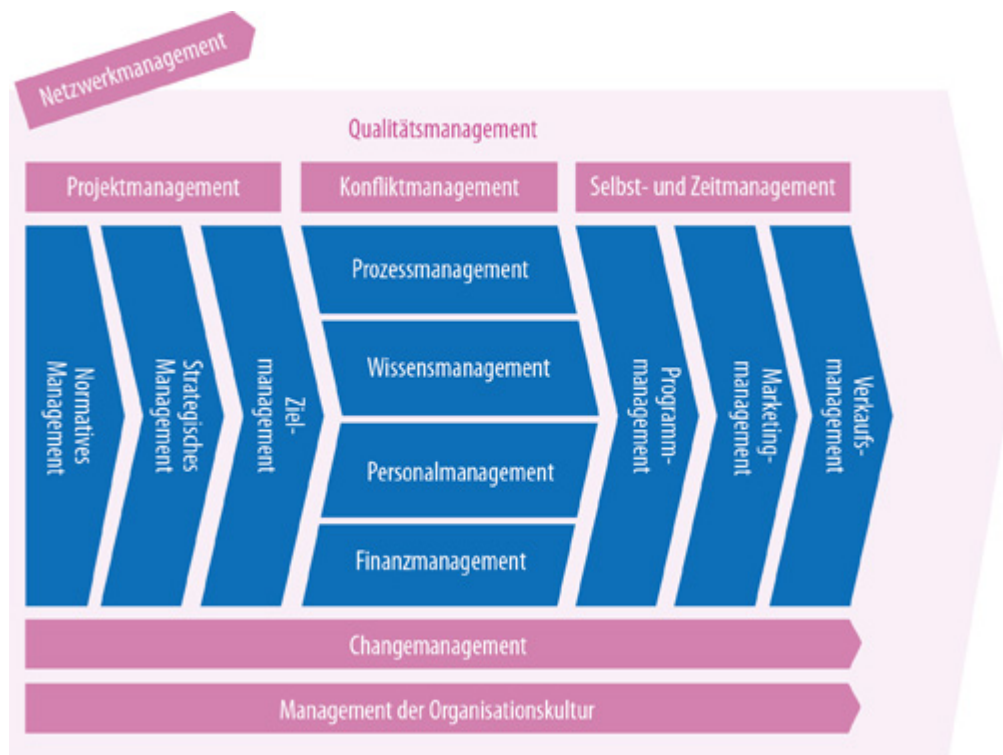 Netzwerkmanagement
Qualitätsmanagement
Projektmanagement
Konfliktmanagement
Selbst- und Zeitmanagement
Normatives
Management
Strategisches
Management
Ziel-
management
Prozessmanagement
Wissensmanagement
Personalmanagement
Finanzmanagement
Programm-
management
Marketing-
management
Verkaufs-
management
Changemanagement
Management der Organisationskultur